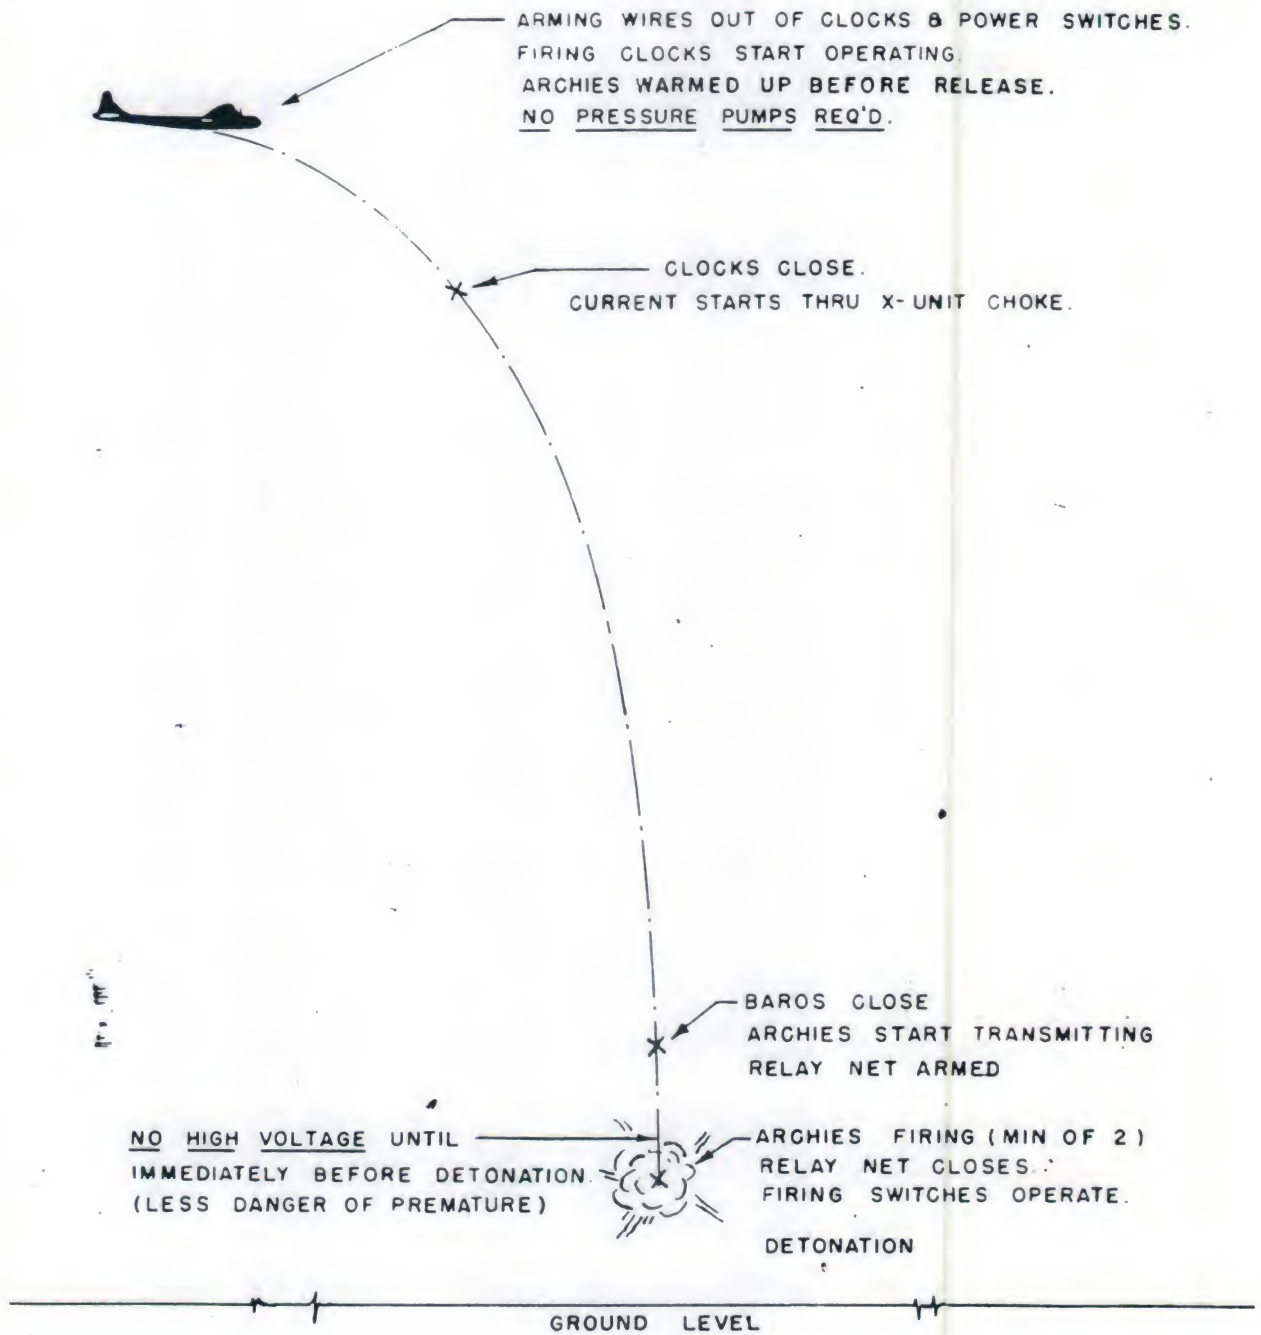 ARMING WIRES OUT OF CLOCKS & POWER SWITCHES.
FIRING CLOCKS START OPERATING.
ARCHIES WARMED UP BEFORE RELEASE.
NO PRESSURE PUMPS REQ'D.
CLOCKS CLOSE.
CURRENT STARTS THRU X-UNIT CHOKE.
BAROS CLOSE
ARCHIES START TRANSMITTING
RELAY NET ARMED
NO HIGH VOLTAGE UNTIL
IMMEDIATELY BEFORE DETONATION.
(LESS DANGER OF PREMATURE)
ARCHIES FIRING (MIN OF 2)
RELAY NET CLOSES.
FIRING SWITCHES OPERATE.
DETONATION
GROUND LEVEL